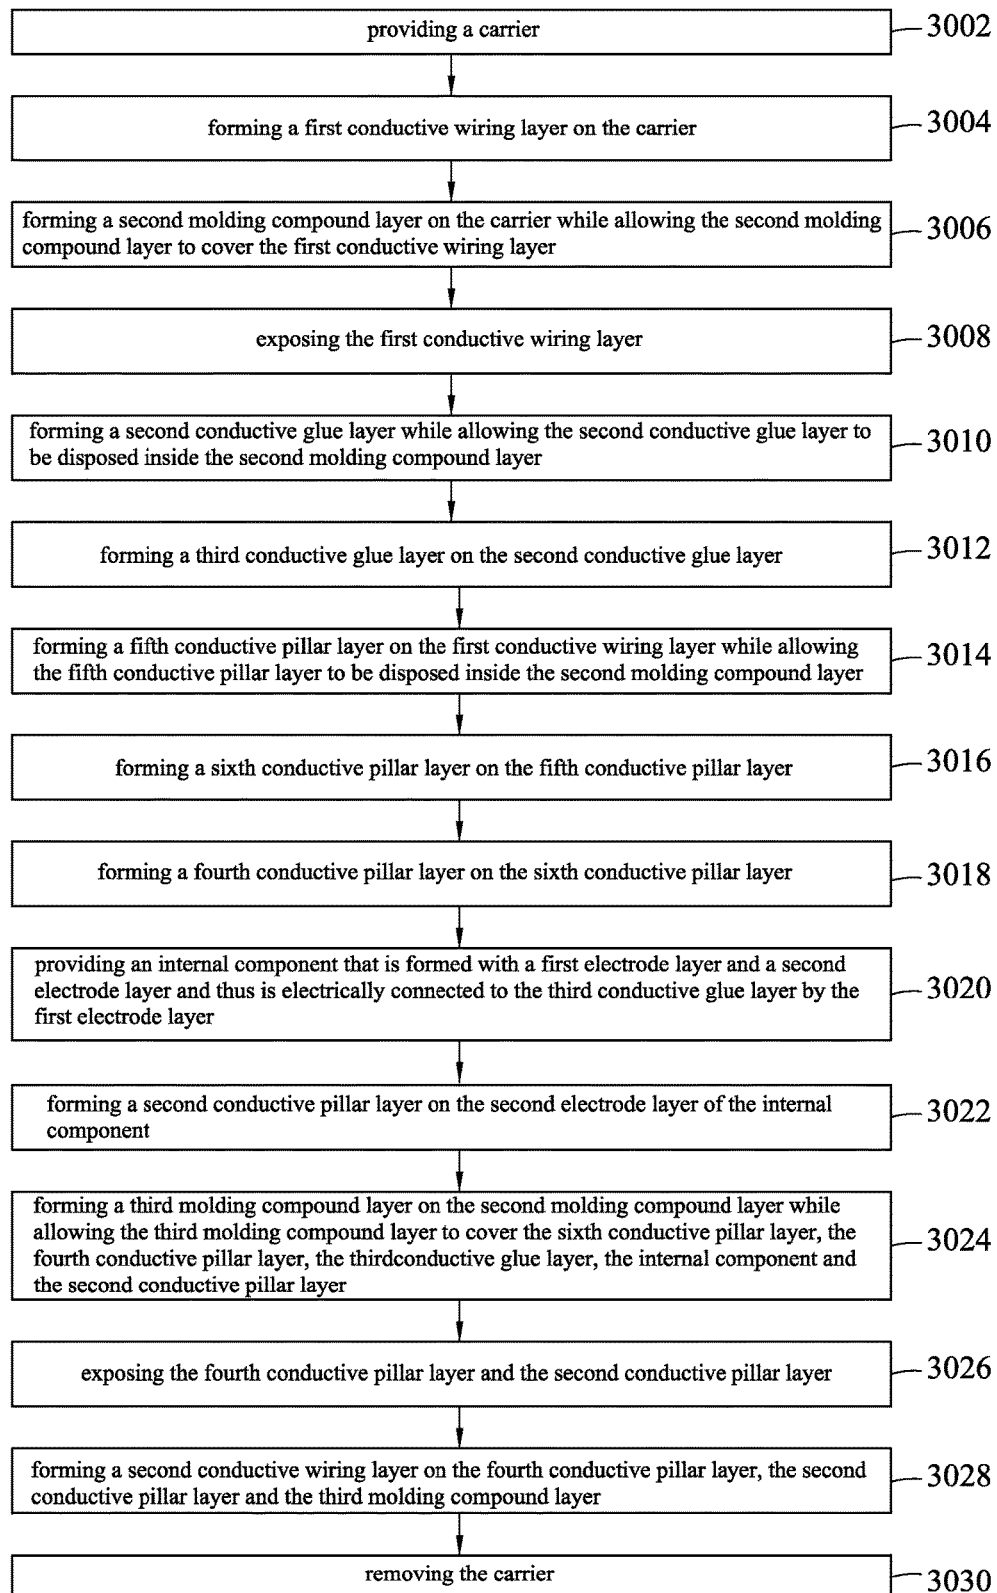 providing a carrier
3002
forming a first conductive wiring layer on the carrier
3004
forming a second molding compound layer on the carrier while allowing the second molding
compound layer to cover the first conductive wiring layer
3006
exposing the first conductive wiring layer
3008
forming a second conductive glue layer while allowing the second conductive glue layer to
be disposed inside the second molding compound layer
3010
forming a third conductive glue layer on the second conductive glue layer
3012
forming a fifth conductive pillar layer on the first conductive wiring layer while allowing
the fifth conductive pillar layer to be disposed inside the second molding compound layer
3014
forming a sixth conductive pillar layer on the fifth conductive pillar layer
3016
forming a fourth conductive pillar layer on the sixth conductive pillar layer
3018
providing an internal component that is formed with a first electrode layer and a second
electrode layer and thus is electrically connected to the third conductive glue layer by the
first electrode layer
3020
forming a second conductive pillar layer on the second electrode layer of the internal
component
3022
forming a third molding compound layer on the second molding compound layer while
allowing the third molding compound layer to cover the sixth conductive pillar layer, the
fourth conductive pillar layer, the thirdconductive glue layer, the internal component and
the second conductive pillar layer
3024
exposing the fourth conductive pillar layer and the second conductive pillar layer
3026
forming a second conductive wiring layer on the fourth conductive pillar layer, the second
conductive pillar layer and the third molding compound layer
3028
removing the carrier
3030